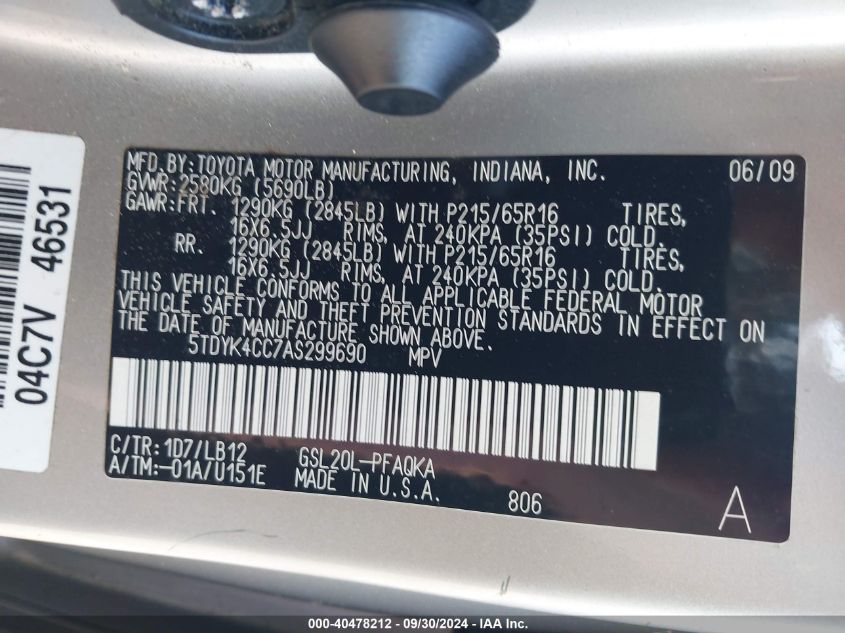 MFD. BY: TOYOTA MOTOR MANUFACTURING, INDIANA, INC. 06/09
GVWR: 2580KG (5690LB)
GAWR: FRT. 1290KG (2845LB) WITH P215/65R16 TIRES,
16X6.5JJ RIMS, AT 240KPA (35PSI) COLD.
RR. 1290KG (2845LB) WITH P215/65R16 TIRES,
16X6.5JJ RIMS, AT 240KPA (35PSI) COLD.
THIS VEHICLE CONFORMS TO ALL APPLICABLE FEDERAL MOTOR
VEHICLE SAFETY AND THEFT PREVENTION STANDARDS IN EFFECT ON
THE DATE OF MANUFACTURE SHOWN ABOVE.
5TDYK4CC7AS299690 MPV
C/TR: 1D7/LB12 GSL20L-PFAQKA
A/TM: -01A/U151E MADE IN U.S.A.
806 A
04C7V 46531
000-40478212 - 09/30/2024 - IAA Inc.